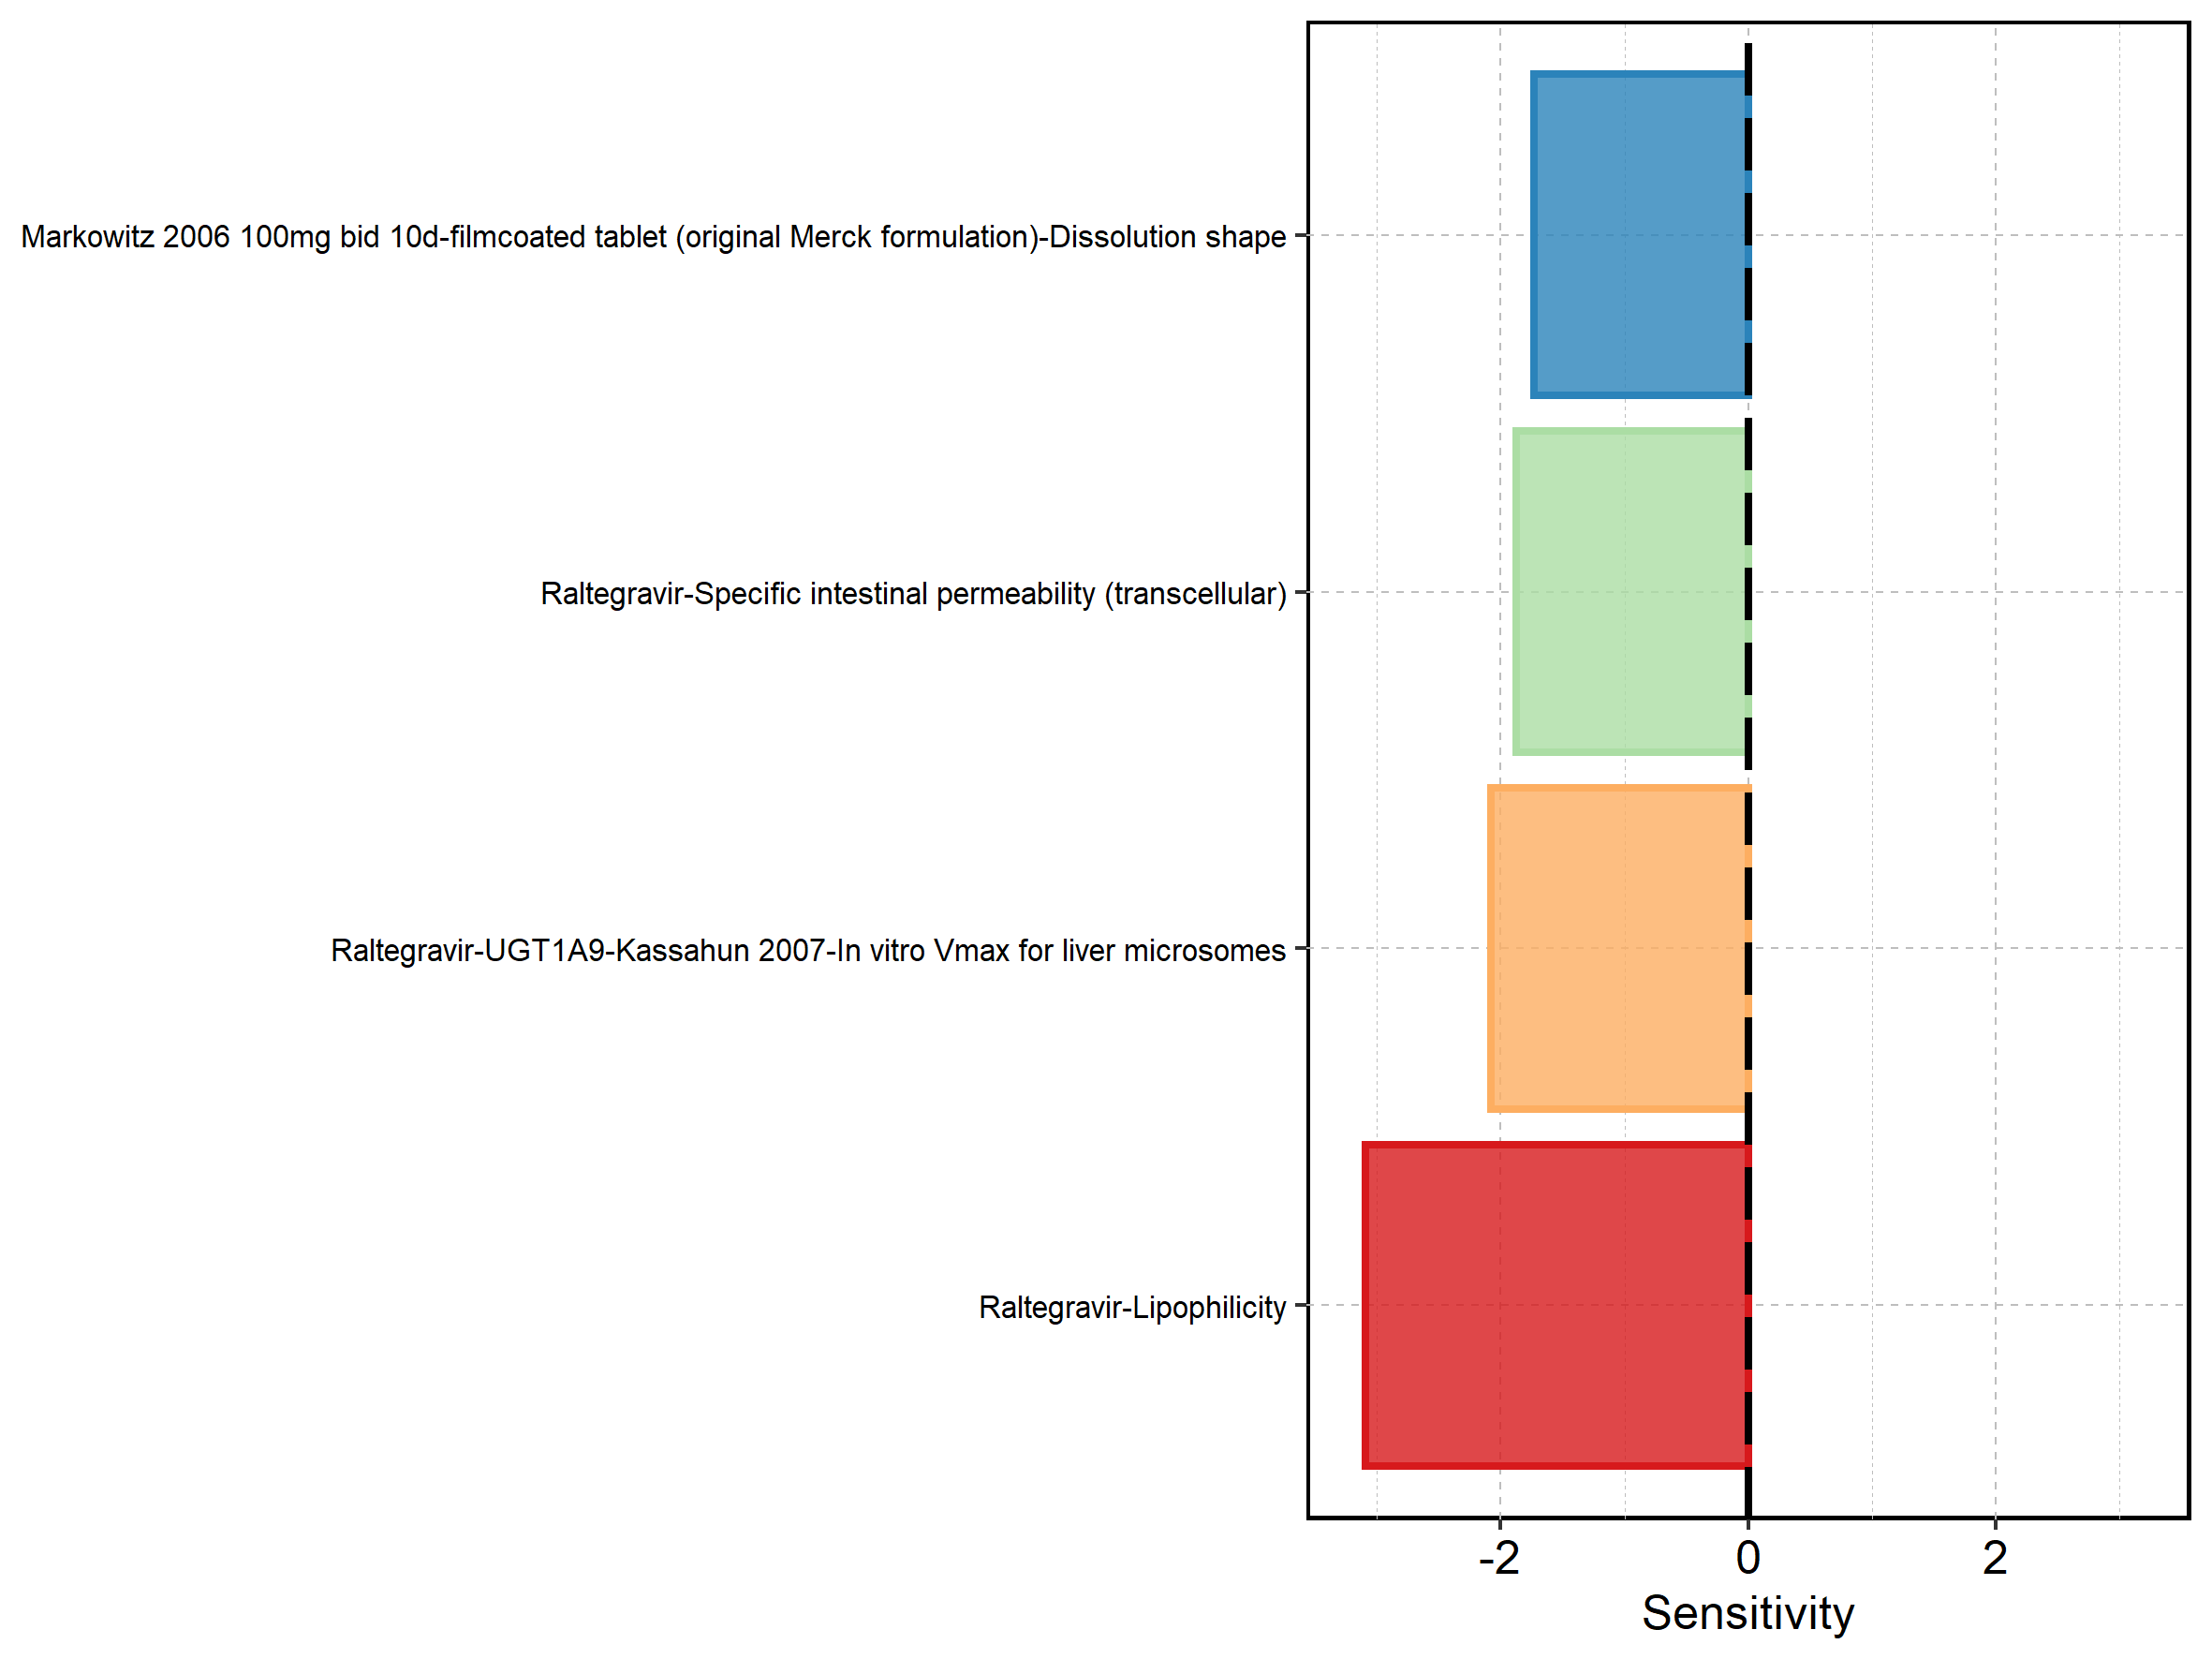 Markowitz 2006 100mg bid 10d-filmcoated tablet (original Merck formulation)-Dissolution shape
Raltegravir-Specific intestinal permeability (transcellular)
Raltegravir-UGT1A9-Kassahun 2007-In vitro Vmax for liver microsomes
Raltegravir-Lipophilicity
-2 0 2
Sensitivity